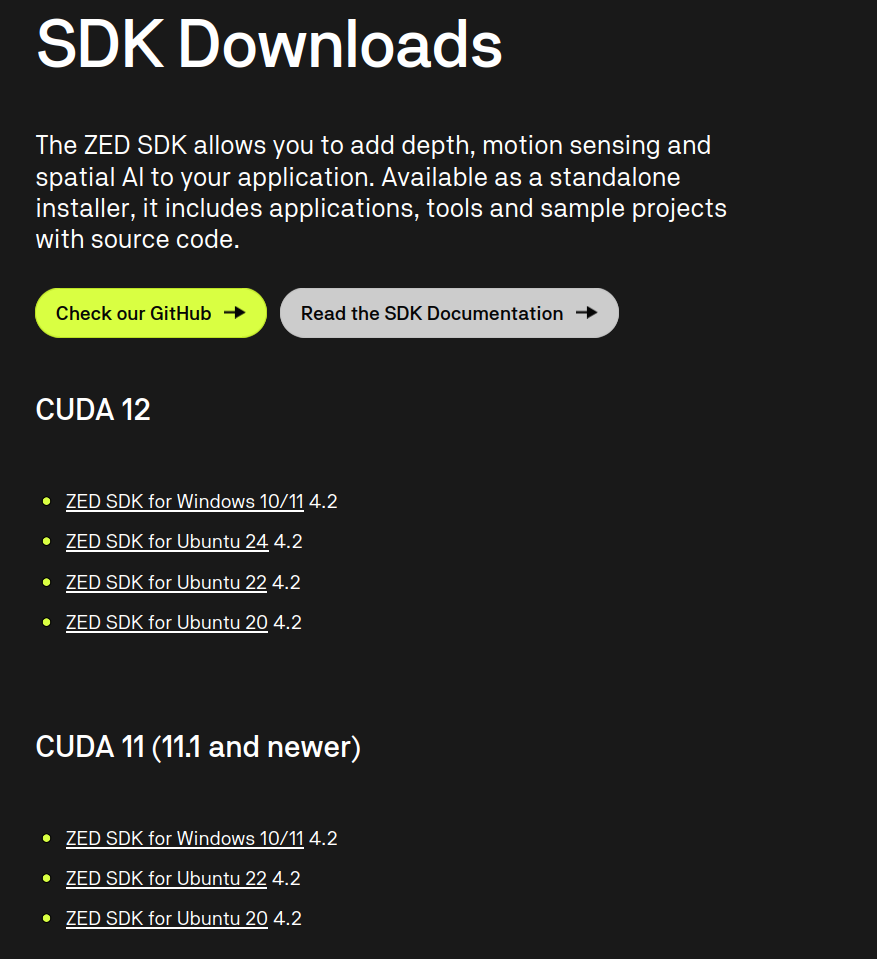 SDK Downloads
The ZED SDK allows you to add depth, motion sensing and
spatial AI to your application. Available as a standalone
installer, it includes applications, tools and sample projects
with source code.
Check our GitHub → Read the SDK Documentation →
CUDA 12
• ZED SDK for Windows 10/11 4.2
• ZED SDK for Ubuntu 24 4.2
• ZED SDK for Ubuntu 22 4.2
• ZED SDK for Ubuntu 20 4.2
CUDA 11 (11.1 and newer)
• ZED SDK for Windows 10/11 4.2
• ZED SDK for Ubuntu 22 4.2
• ZED SDK for Ubuntu 20 4.2